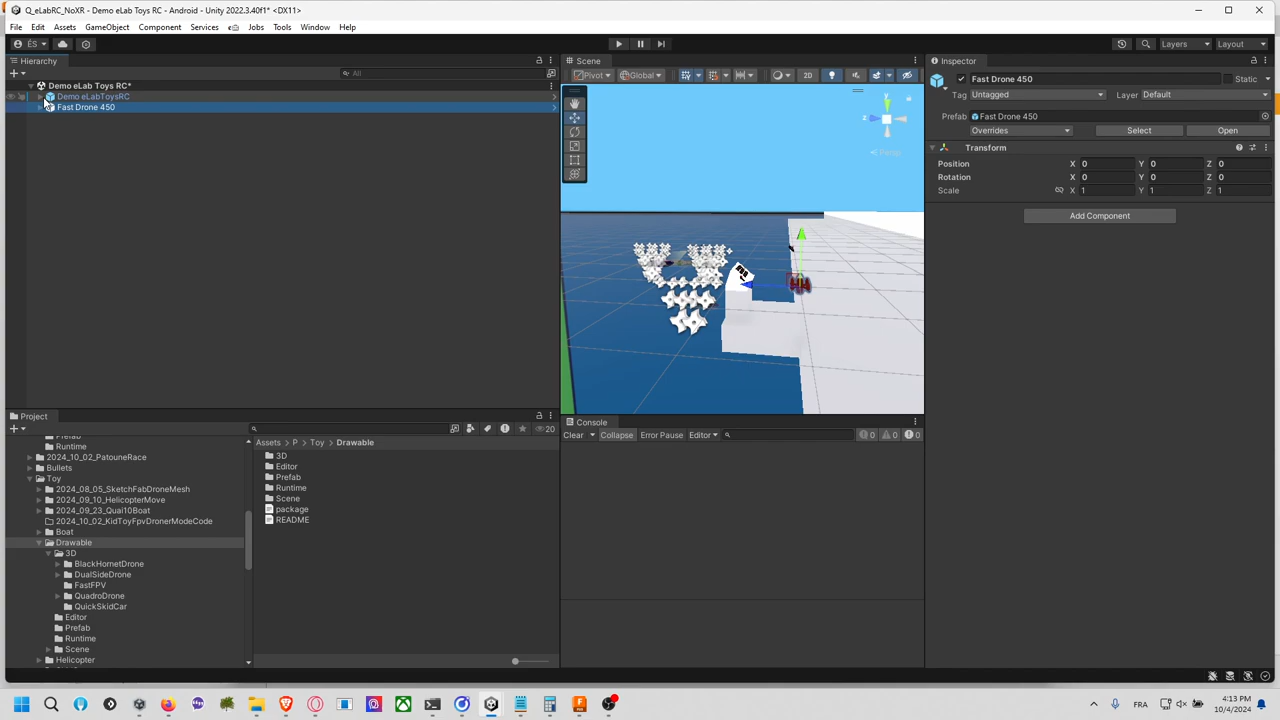 Q_eLabRC_NoXR - Demo eLab Toys RC - Android - Unity 2022.3.40f1* <DX11>
File Edit Assets GameObject Component Services Jobs Tools Window Help
ÉS Layers Layout
Hierarchy
All
Demo eLab Toys RC*
Demo eLabToysRC
Fast Drone 450
Scene
Pivot Global 2D
y
z
Persp
Inspector
Fast Drone 450 Static
Tag Untagged Layer Default
Prefab Fast Drone 450
Overrides Select Open
Transform
Position X 0 Y 0 Z 0
Rotation X 0 Y 0 Z 0
Scale X 1 Y 1 Z 1
Add Component
Project
20
Prefab
Runtime
2024_10_02_PatouneRace
Bullets
Toy
2024_08_05_SketchFabDroneMesh
2024_09_10_HelicopterMove
2024_09_23_Quai10Boat
2024_10_02_KidToyFpvDronerModeCode
Boat
Drawable
3D
BlackHornetDrone
DualSideDrone
FastFPV
QuadroDrone
QuickSkidCar
Editor
Prefab
Runtime
Scene
Helicopter
Assets > P > Toy > Drawable
3D
Editor
Prefab
Runtime
Scene
package
README
Console
Clear Collapse Error Pause Editor 0 0 0
FRA
4:13 PM
10/4/2024